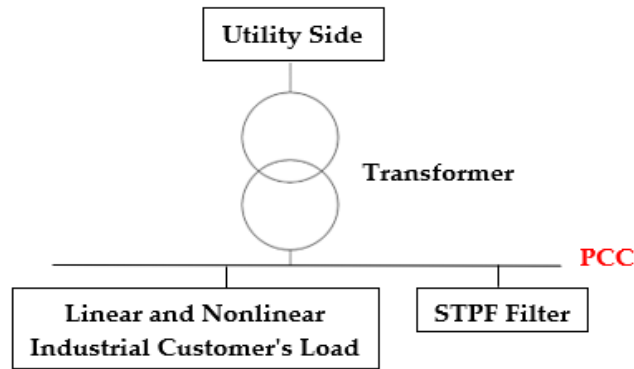 Utility Side
Transformer
PCC
Linear and Nonlinear
Industrial Customer's Load
STPF Filter